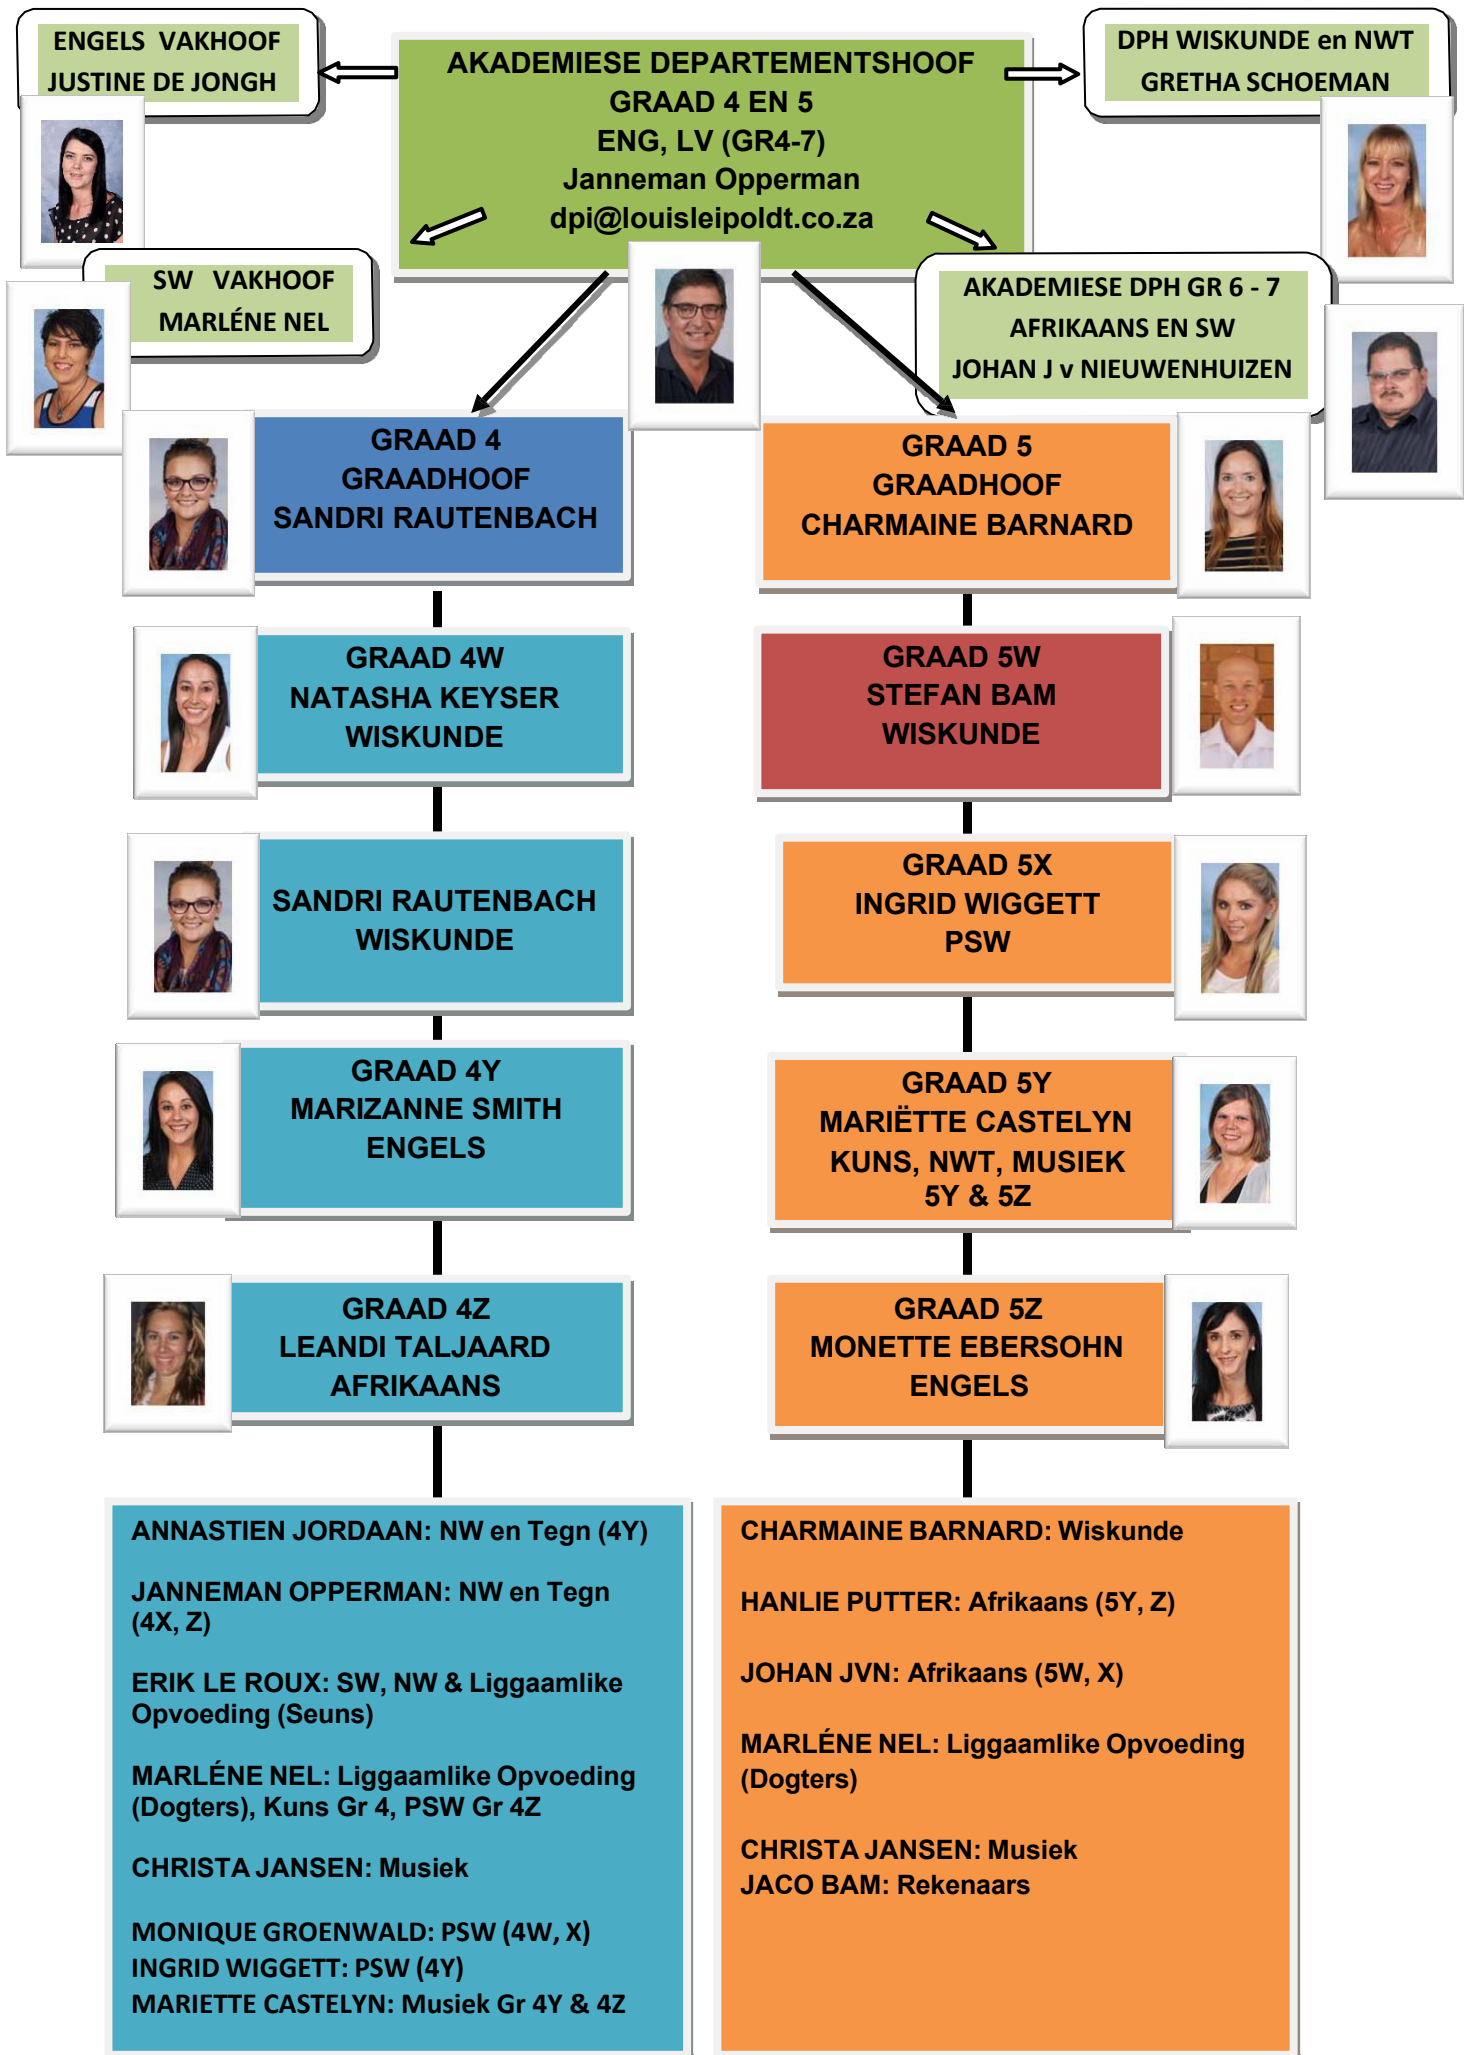 ENGELS VAKHOOF
JUSTINE DE JONGH
AKADEMIESE DEPARTEMENTSHOOF
GRAAD 4 EN 5
ENG, LV (GR4-7)
Janneman Opperman
dpi@louisleipoldt.co.za
DPH WISKUNDE en NWT
GRETHA SCHOEMAN
SW VAKHOOF
MARLÉNE NEL
AKADEMIESE DPH GR 6 - 7
AFRIKAANS EN SW
JOHAN J v NIEUWENHUIZEN
GRAAD 4
GRAADHOOF
SANDRI RAUTENBACH
GRAAD 5
GRAADHOOF
CHARMAINE BARNARD
GRAAD 4W
NATASHA KEYSER
WISKUNDE
GRAAD 5W
STEFAN BAM
WISKUNDE
SANDRI RAUTENBACH
WISKUNDE
GRAAD 5X
INGRID WIGGETT
PSW
GRAAD 4Y
MARIZANNE SMITH
ENGELS
GRAAD 5Y
MARIËTTE CASTELYN
KUNS, NWT, MUSIEK
5Y & 5Z
GRAAD 4Z
LEANDI TALJAARD
AFRIKAANS
GRAAD 5Z
MONETTE EBERSOHN
ENGELS
ANNASTIEN JORDAAN: NW en Tegn (4Y)
JANNEMAN OPPERMAN: NW en Tegn
(4X, Z)
ERIK LE ROUX: SW, NW & Liggaamlike
Opvoeding (Seuns)
MARLÉNE NEL: Liggaamlike Opvoeding
(Dogters), Kuns Gr 4, PSW Gr 4Z
CHRISTA JANSEN: Musiek
MONIQUE GROENWALD: PSW (4W, X)
INGRID WIGGETT: PSW (4Y)
MARIETTE CASTELYN: Musiek Gr 4Y & 4Z
CHARMAINE BARNARD: Wiskunde
HANLIE PUTTER: Afrikaans (5Y, Z)
JOHAN JVN: Afrikaans (5W, X)
MARLÉNE NEL: Liggaamlike Opvoeding
(Dogters)
CHRISTA JANSEN: Musiek
JACO BAM: Rekenaars